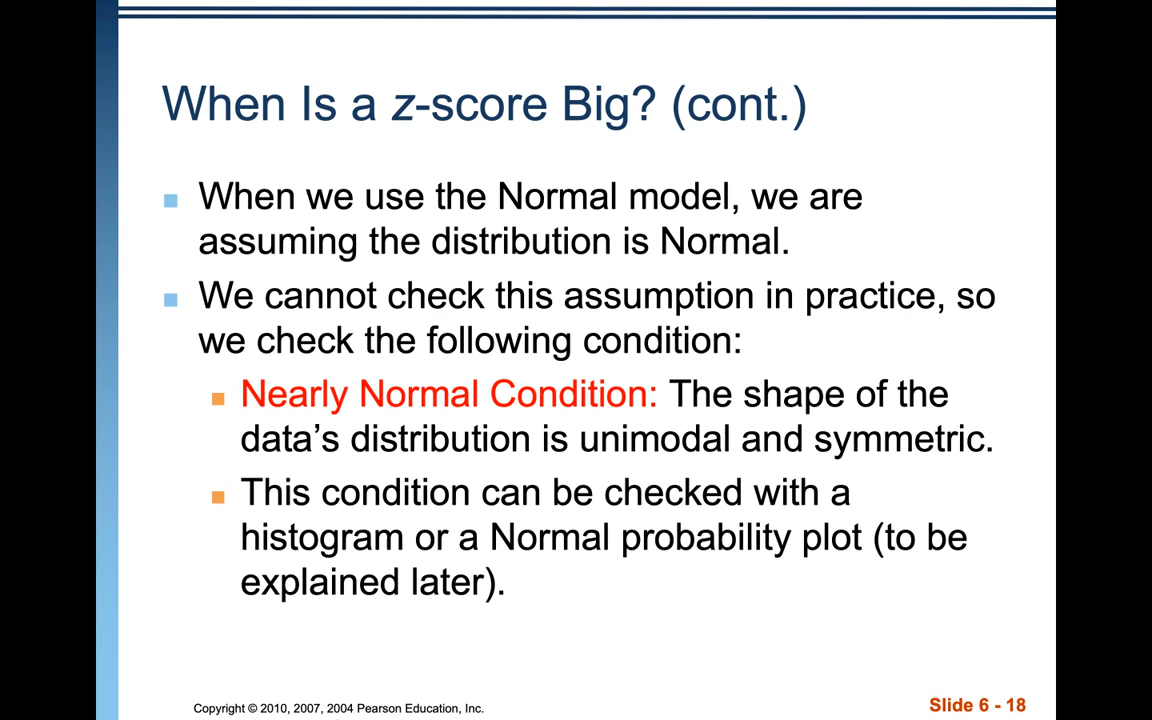 When Is a z-score Big? (cont.)
When we use the Normal model, we are
assuming the distribution is Normal.
We cannot check this assumption in practice, so
we check the following condition:
Nearly Normal Condition: The shape of the
data’s distribution is unimodal and symmetric.
This condition can be checked with a
histogram or a Normal probability plot (to be
explained later).
Copyright © 2010, 2007, 2004 Pearson Education, Inc.
Slide 6 - 18